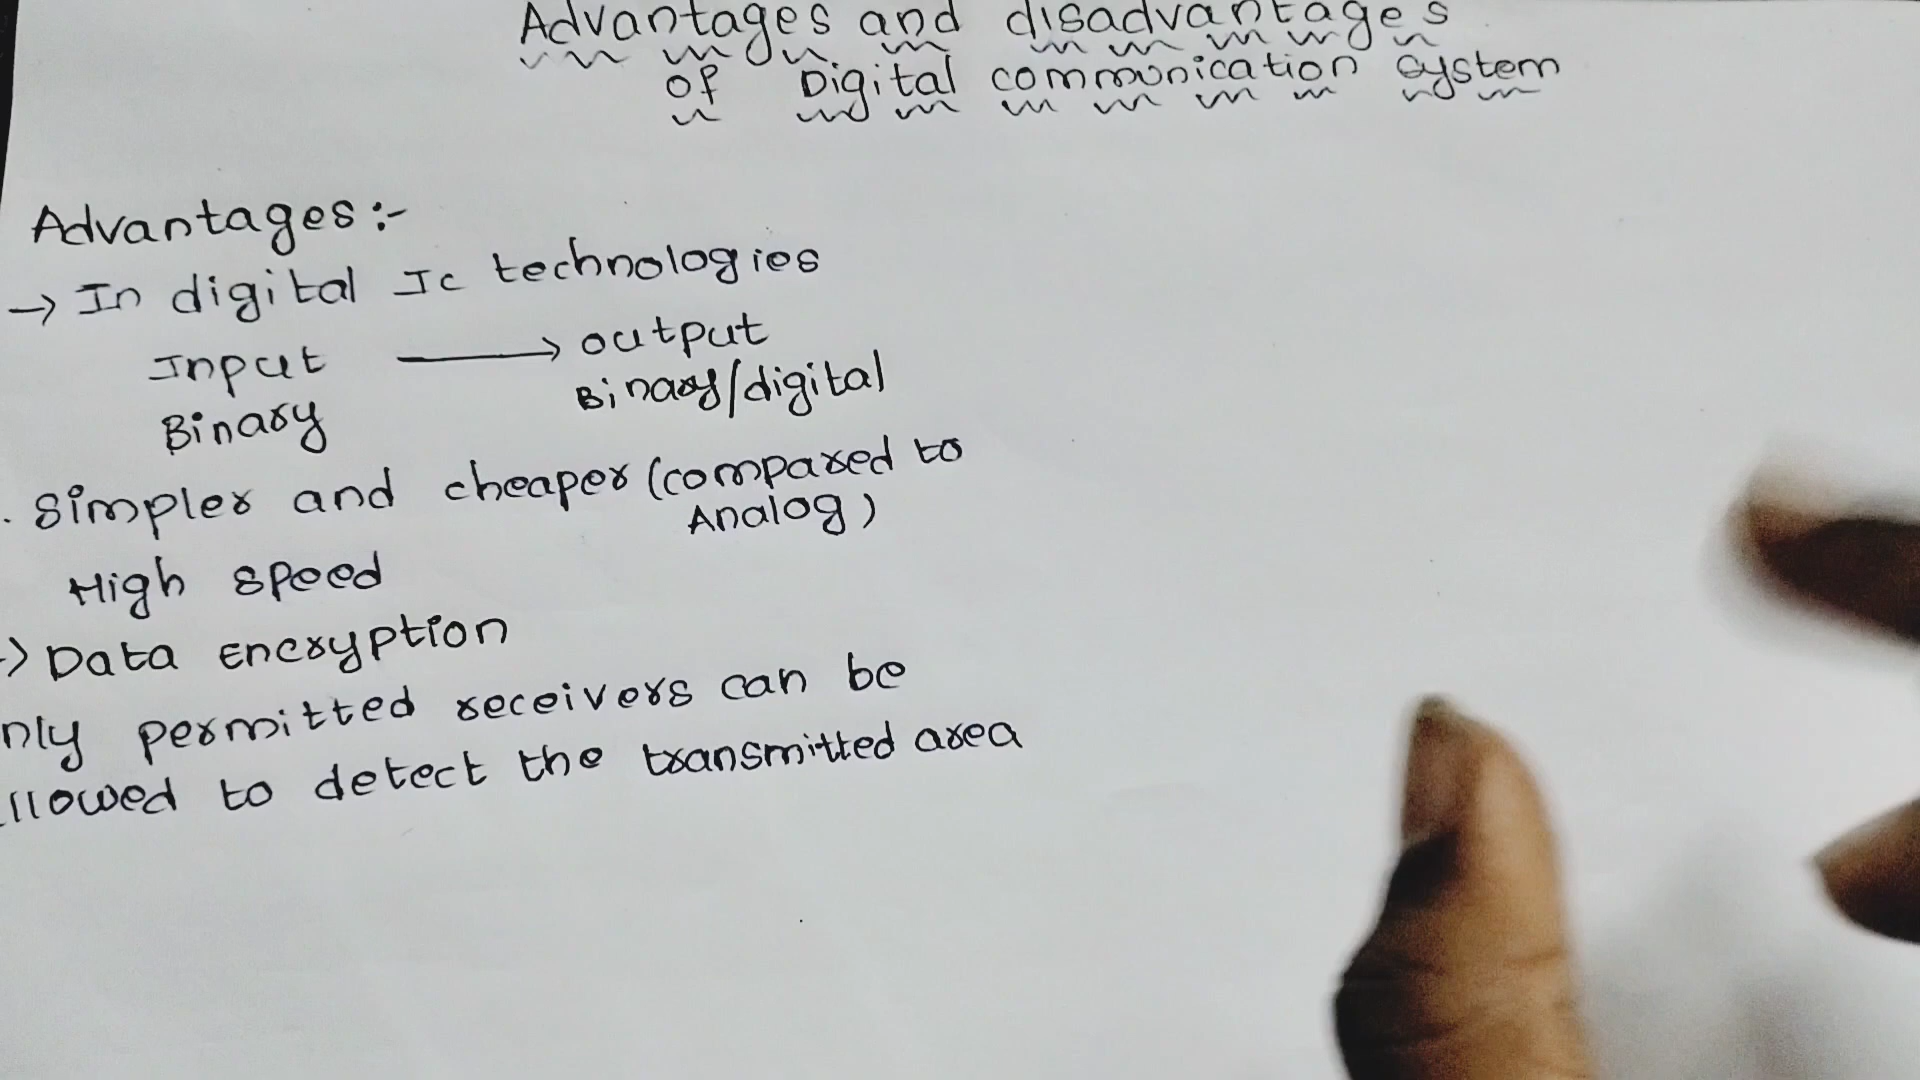 Advantages and disadvantages
of Digital communication system
Advantages :-
→ In digital Ic technologies
Input ⟶ output
Binary Binary/digital
. Simpler and cheaper (compared to
Analog)
High speed
→ Data Encryption
nly permitted receivers can be
llowed to detect the transmitted area